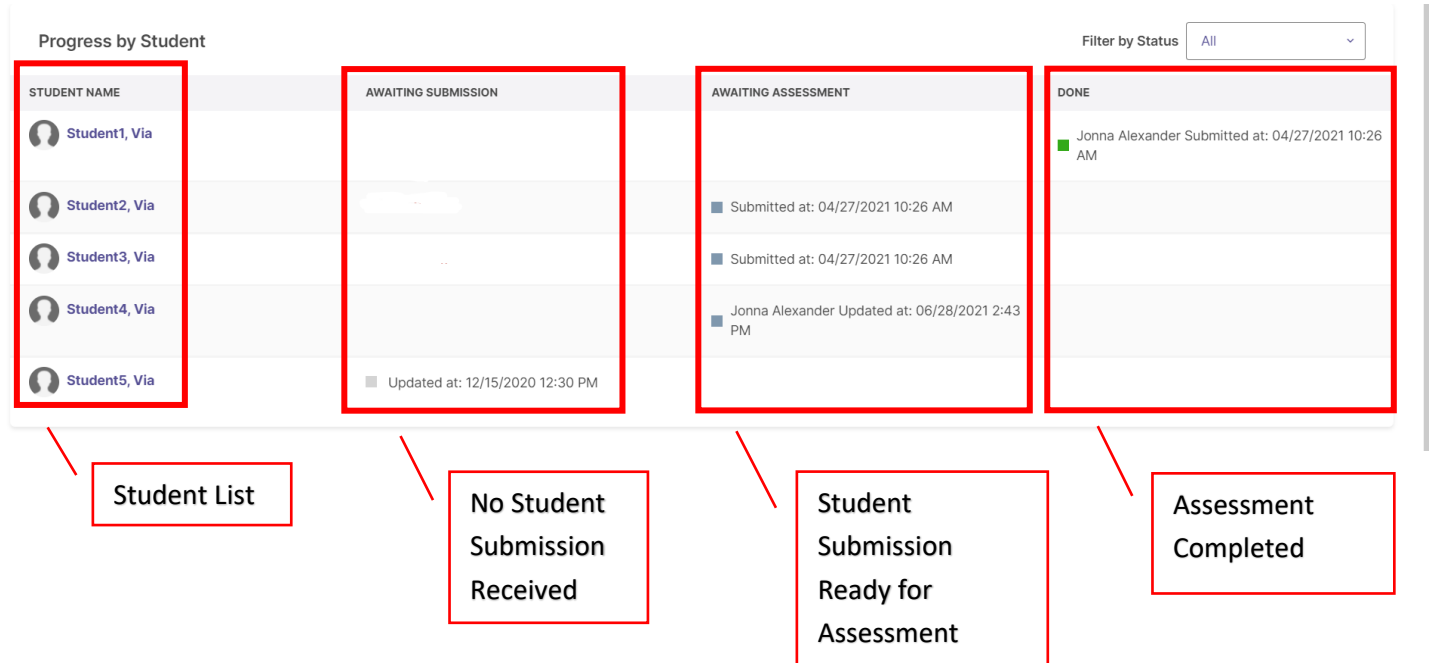 Progress by Student
Filter by Status All
STUDENT NAME AWAITING SUBMISSION AWAITING ASSESSMENT DONE
Student1, Via
Jonna Alexander Submitted at: 04/27/2021 10:26
AM
Student2, Via Submitted at: 04/27/2021 10:26 AM
Student3, Via Submitted at: 04/27/2021 10:26 AM
Student4, Via
Jonna Alexander Updated at: 06/28/2021 2:43
PM
Student5, Via Updated at: 12/15/2020 12:30 PM
Student List
No Student
Submission
Received
Student
Submission
Ready for
Assessment
Assessment
Completed